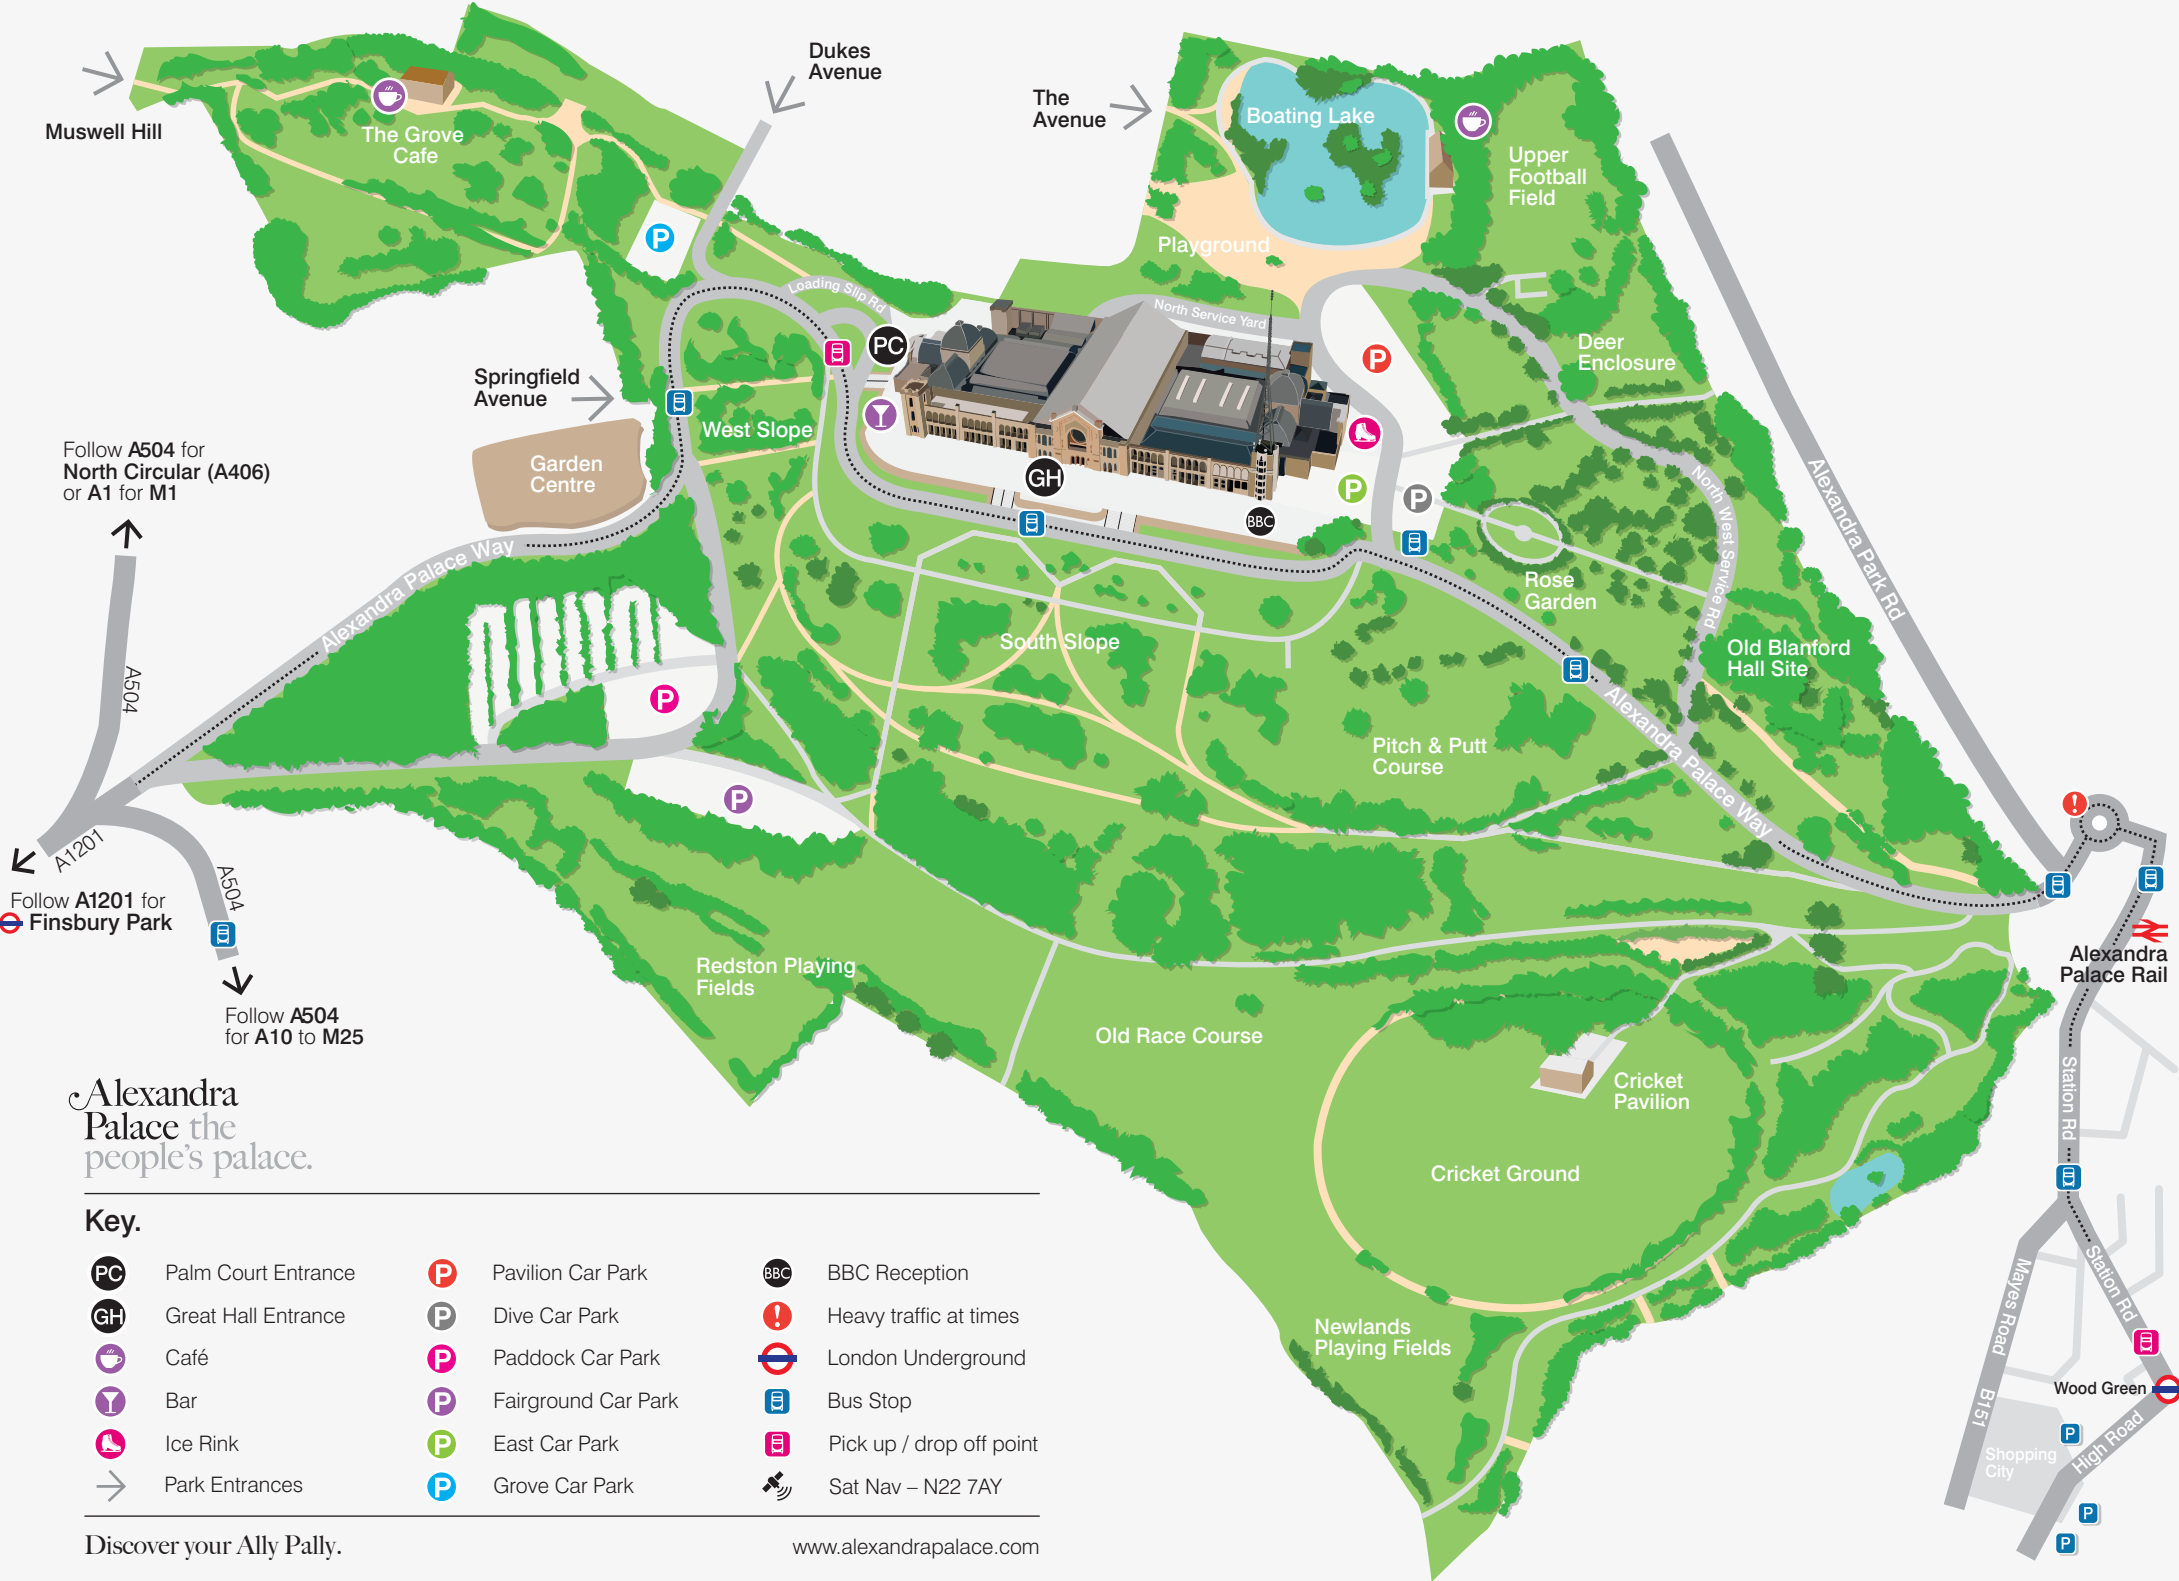 Muswell Hill
The Grove
Cafe
Dukes
Avenue
The
Avenue
Boating Lake
Upper
Football
Field
Playground
Loading Slip Rd
North Service Yard
Deer
Enclosure
PC
P
P
Springfield
Avenue
West Slope
Garden
Centre
GH
P
P
BBC
Follow A504 for
North Circular (A406)
or A1 for M1
Alexandra Palace Way
North West Service Rd
Alexandra Park Rd
Rose
Garden
Old Blanford
Hall Site
South Slope
A504
P
P
Pitch & Putt
Course
Alexandra Palace Way
!
A1201
A504
Follow A1201 for
Finsbury Park
Follow A504
for A10 to M25
Redston Playing
Fields
Old Race Course
Cricket
Pavilion
Cricket Ground
Newlands
Playing Fields
Alexandra
Palace Rail
Station Rd
Station Rd
Mayes Road
B151
Wood Green
High Road
Shopping
City
P
P
P
Alexandra
Palace the
people's palace.
Key.
PC Palm Court Entrance
GH Great Hall Entrance
Café
Bar
Ice Rink
Park Entrances
P Pavilion Car Park
P Dive Car Park
P Paddock Car Park
P Fairground Car Park
P East Car Park
P Grove Car Park
BBC BBC Reception
! Heavy traffic at times
London Underground
Bus Stop
Pick up / drop off point
Sat Nav – N22 7AY
Discover your Ally Pally.
www.alexandrapalace.com